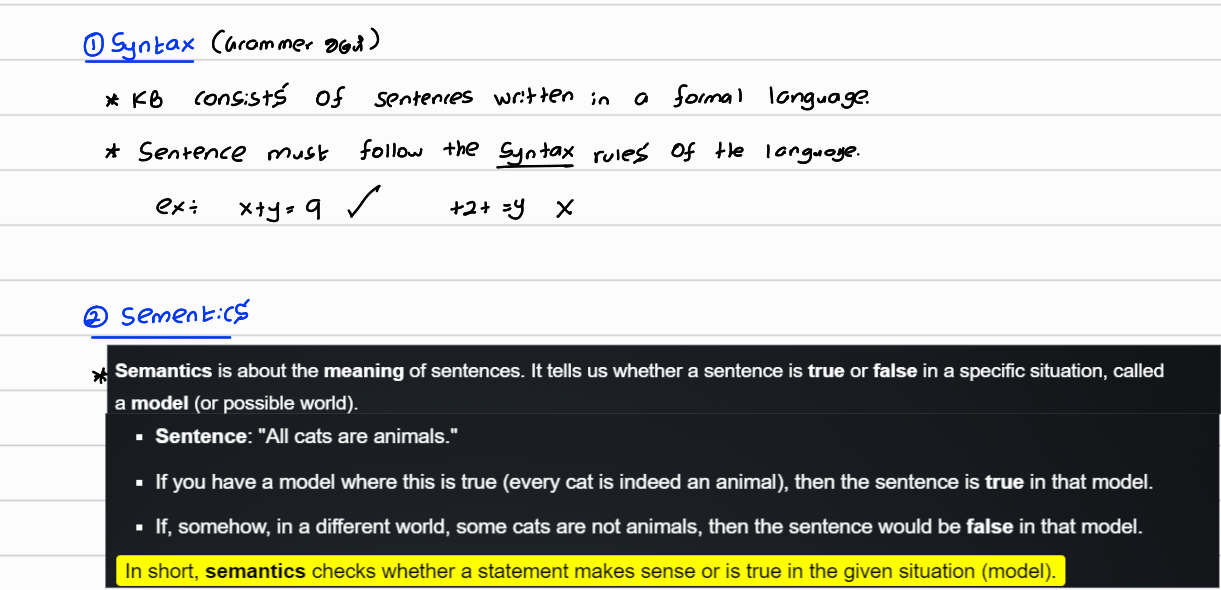 ① Syntax (Grammer
* KB consists of sentences written in a formal language.
* Sentence must follow the syntax rules of the language.
ex÷ x+y=9 ✓ +2+ =y X
② Sementics
* Semantics is about the meaning of sentences. It tells us whether a sentence is true or false in a specific situation, called
a model (or possible world).
▪ Sentence: "All cats are animals."
▪ If you have a model where this is true (every cat is indeed an animal), then the sentence is true in that model.
▪ If, somehow, in a different world, some cats are not animals, then the sentence would be false in that model.
In short, semantics checks whether a statement makes sense or is true in the given situation (model).